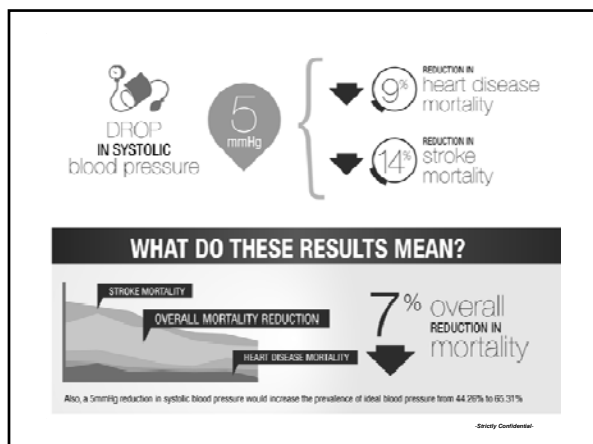 DROP
IN SYSTOLIC
blood pressure
5
mmHg
9%
REDUCTION IN
heart disease
mortality
14%
REDUCTION IN
stroke
mortality
WHAT DO THESE RESULTS MEAN?
STROKE MORTALITY
OVERALL MORTALITY REDUCTION
HEART DISEASE MORTALITY
7% overall
REDUCTION IN
mortality
Also, a 5mmHg reduction in systolic blood pressure would increase the prevalence of ideal blood pressure from 44.26% to 65.31%
-Strictly Confidential-